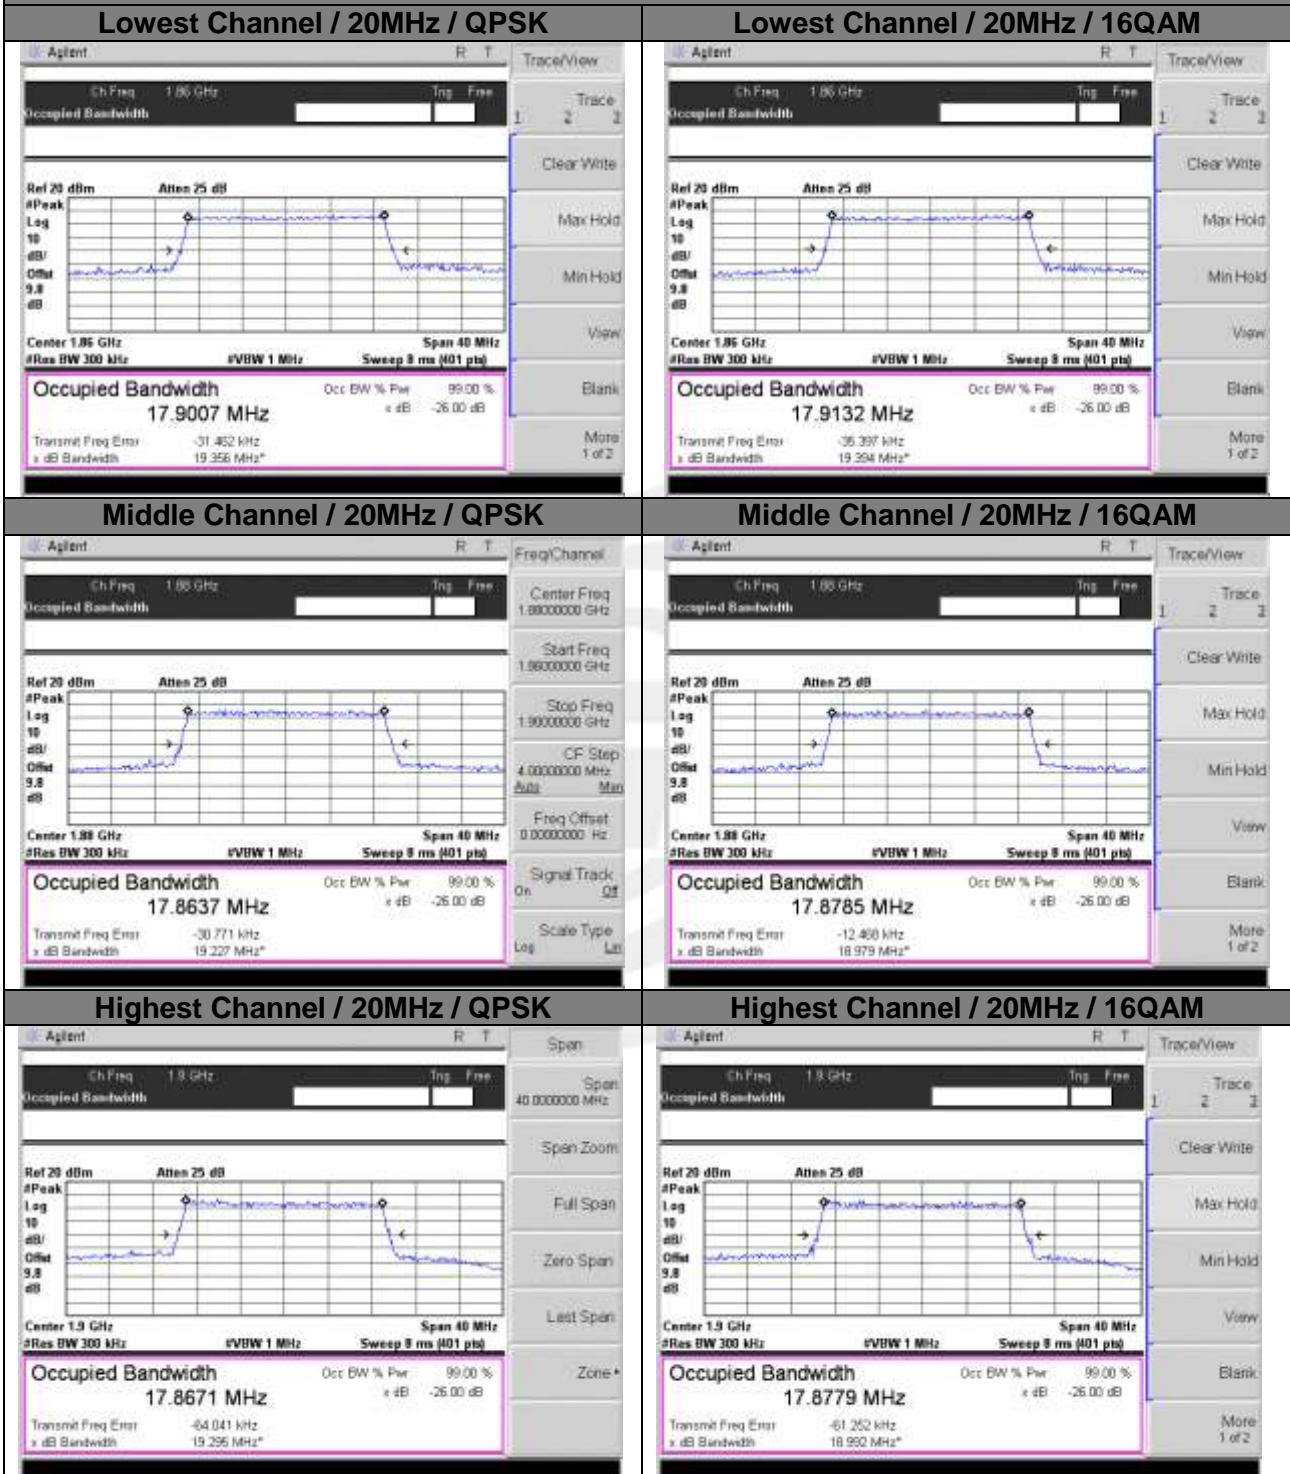 Lowest Channel / 20MHz / QPSK
Agilent R T
Ch Freq 1.86 GHz Trig Free
Occupied Bandwidth
Ref 20 dBm Atten 25 dB
#Peak
Log
10
dB/
Offst
9.8
dB
Center 1.86 GHz Span 40 MHz
#Res BW 300 kHz #VBW 1 MHz Sweep 8 ms (401 pts)
Occupied Bandwidth Occ BW % Pwr 99.00 %
17.9007 MHz x dB -26.00 dB
Transmit Freq Error -31.462 kHz
x dB Bandwidth 19.356 MHz*
Trace/View
Trace
1 2 3
Clear Write
Max Hold
Min Hold
View
Blank
More
1 of 2
Lowest Channel / 20MHz / 16QAM
Agilent R T
Ch Freq 1.86 GHz Trig Free
Occupied Bandwidth
Ref 20 dBm Atten 25 dB
#Peak
Log
10
dB/
Offst
9.8
dB
Center 1.86 GHz Span 40 MHz
#Res BW 300 kHz #VBW 1 MHz Sweep 8 ms (401 pts)
Occupied Bandwidth Occ BW % Pwr 99.00 %
17.9132 MHz x dB -26.00 dB
Transmit Freq Error -35.397 kHz
x dB Bandwidth 19.394 MHz*
Trace/View
Trace
1 2 3
Clear Write
Max Hold
Min Hold
View
Blank
More
1 of 2
Middle Channel / 20MHz / QPSK
Agilent R T
Ch Freq 1.88 GHz Trig Free
Occupied Bandwidth
Ref 20 dBm Atten 25 dB
#Peak
Log
10
dB/
Offst
9.8
dB
Center 1.88 GHz Span 40 MHz
#Res BW 300 kHz #VBW 1 MHz Sweep 8 ms (401 pts)
Occupied Bandwidth Occ BW % Pwr 99.00 %
17.8637 MHz x dB -26.00 dB
Transmit Freq Error -30.771 kHz
x dB Bandwidth 19.227 MHz*
Freq/Channel
Center Freq
1.88000000 GHz
Start Freq
1.86000000 GHz
Stop Freq
1.90000000 GHz
CF Step
4.00000000 MHz
Auto Man
Freq Offset
0.00000000 Hz
Signal Track
On Off
Scale Type
Log Lin
Middle Channel / 20MHz / 16QAM
Agilent R T
Ch Freq 1.88 GHz Trig Free
Occupied Bandwidth
Ref 20 dBm Atten 25 dB
#Peak
Log
10
dB/
Offst
9.8
dB
Center 1.88 GHz Span 40 MHz
#Res BW 300 kHz #VBW 1 MHz Sweep 8 ms (401 pts)
Occupied Bandwidth Occ BW % Pwr 99.00 %
17.8785 MHz x dB -26.00 dB
Transmit Freq Error -12.468 kHz
x dB Bandwidth 18.979 MHz*
Trace/View
Trace
1 2 3
Clear Write
Max Hold
Min Hold
View
Blank
More
1 of 2
Highest Channel / 20MHz / QPSK
Agilent R T
Ch Freq 1.9 GHz Trig Free
Occupied Bandwidth
Ref 20 dBm Atten 25 dB
#Peak
Log
10
dB/
Offst
9.8
dB
Center 1.9 GHz Span 40 MHz
#Res BW 300 kHz #VBW 1 MHz Sweep 8 ms (401 pts)
Occupied Bandwidth Occ BW % Pwr 99.00 %
17.8671 MHz x dB -26.00 dB
Transmit Freq Error -64.041 kHz
x dB Bandwidth 19.295 MHz*
Span
Span
40.0000000 MHz
Span Zoom
Full Span
Zero Span
Last Span
Zone
Highest Channel / 20MHz / 16QAM
Agilent R T
Ch Freq 1.9 GHz Trig Free
Occupied Bandwidth
Ref 20 dBm Atten 25 dB
#Peak
Log
10
dB/
Offst
9.8
dB
Center 1.9 GHz Span 40 MHz
#Res BW 300 kHz #VBW 1 MHz Sweep 8 ms (401 pts)
Occupied Bandwidth Occ BW % Pwr 99.00 %
17.8779 MHz x dB -26.00 dB
Transmit Freq Error -61.252 kHz
x dB Bandwidth 18.992 MHz*
Trace/View
Trace
1 2 3
Clear Write
Max Hold
Min Hold
View
Blank
More
1 of 2